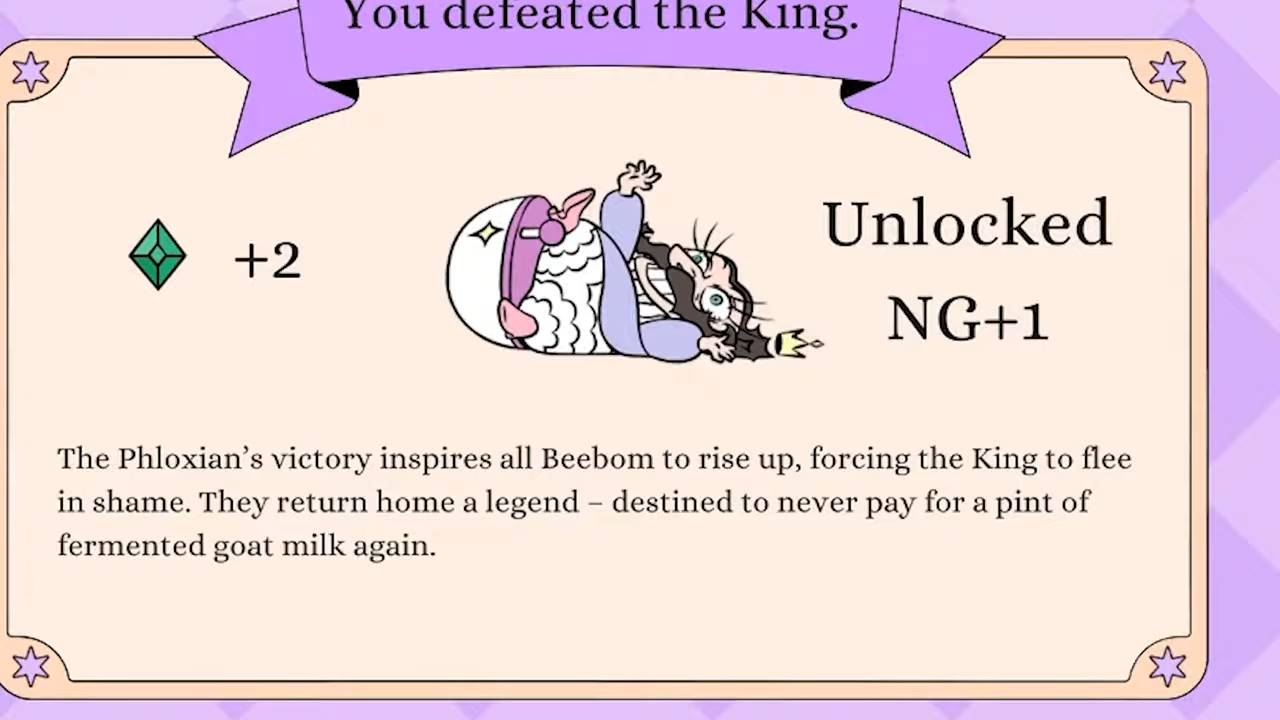 You defeated the King.
+2
Unlocked
NG+1
The Phloxian’s victory inspires all Beebom to rise up, forcing the King to flee
in shame. They return home a legend – destined to never pay for a pint of
fermented goat milk again.